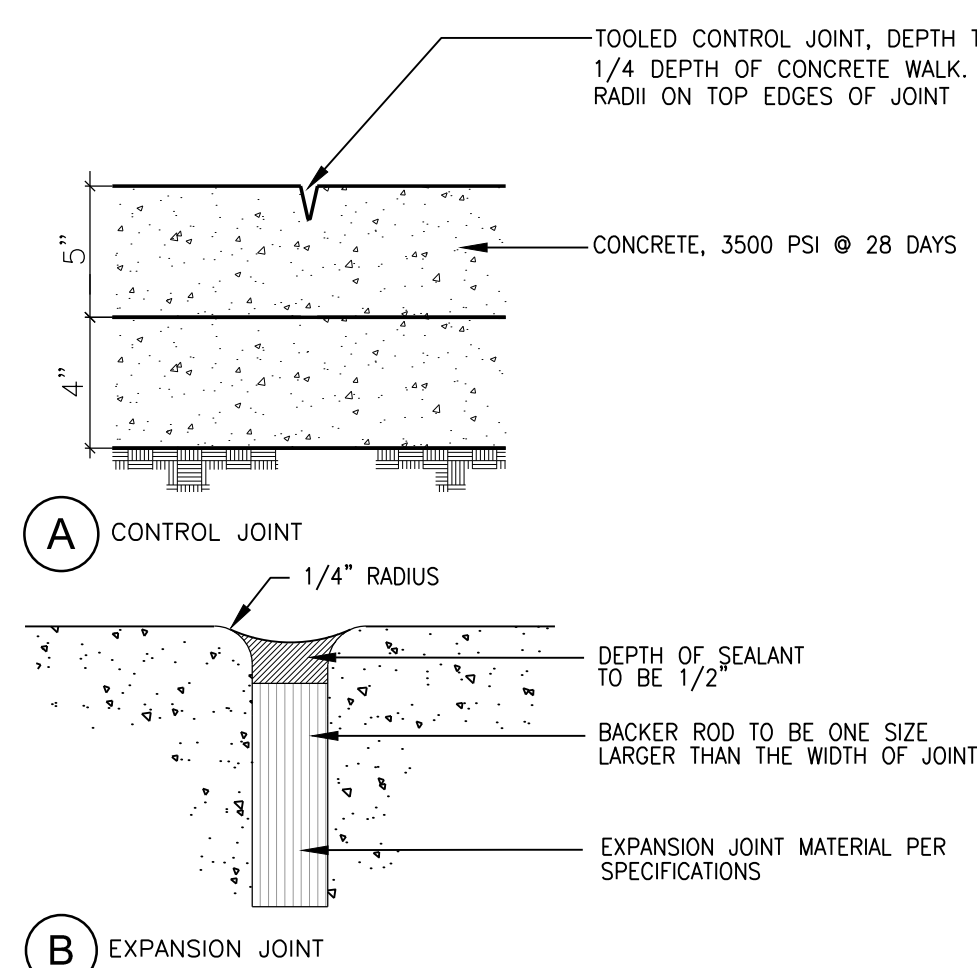 TOOLED CONTROL JOINT, DEPTH
1/4 DEPTH OF CONCRETE WALK.
RADII ON TOP EDGES OF JOINT
5"
CONCRETE, 3500 PSI @ 28 DAYS
4"
A CONTROL JOINT
1/4" RADIUS
DEPTH OF SEALANT
TO BE 1/2"
BACKER ROD TO BE ONE SIZE
LARGER THAN THE WIDTH OF JOINT
EXPANSION JOINT MATERIAL PER
SPECIFICATIONS
B EXPANSION JOINT